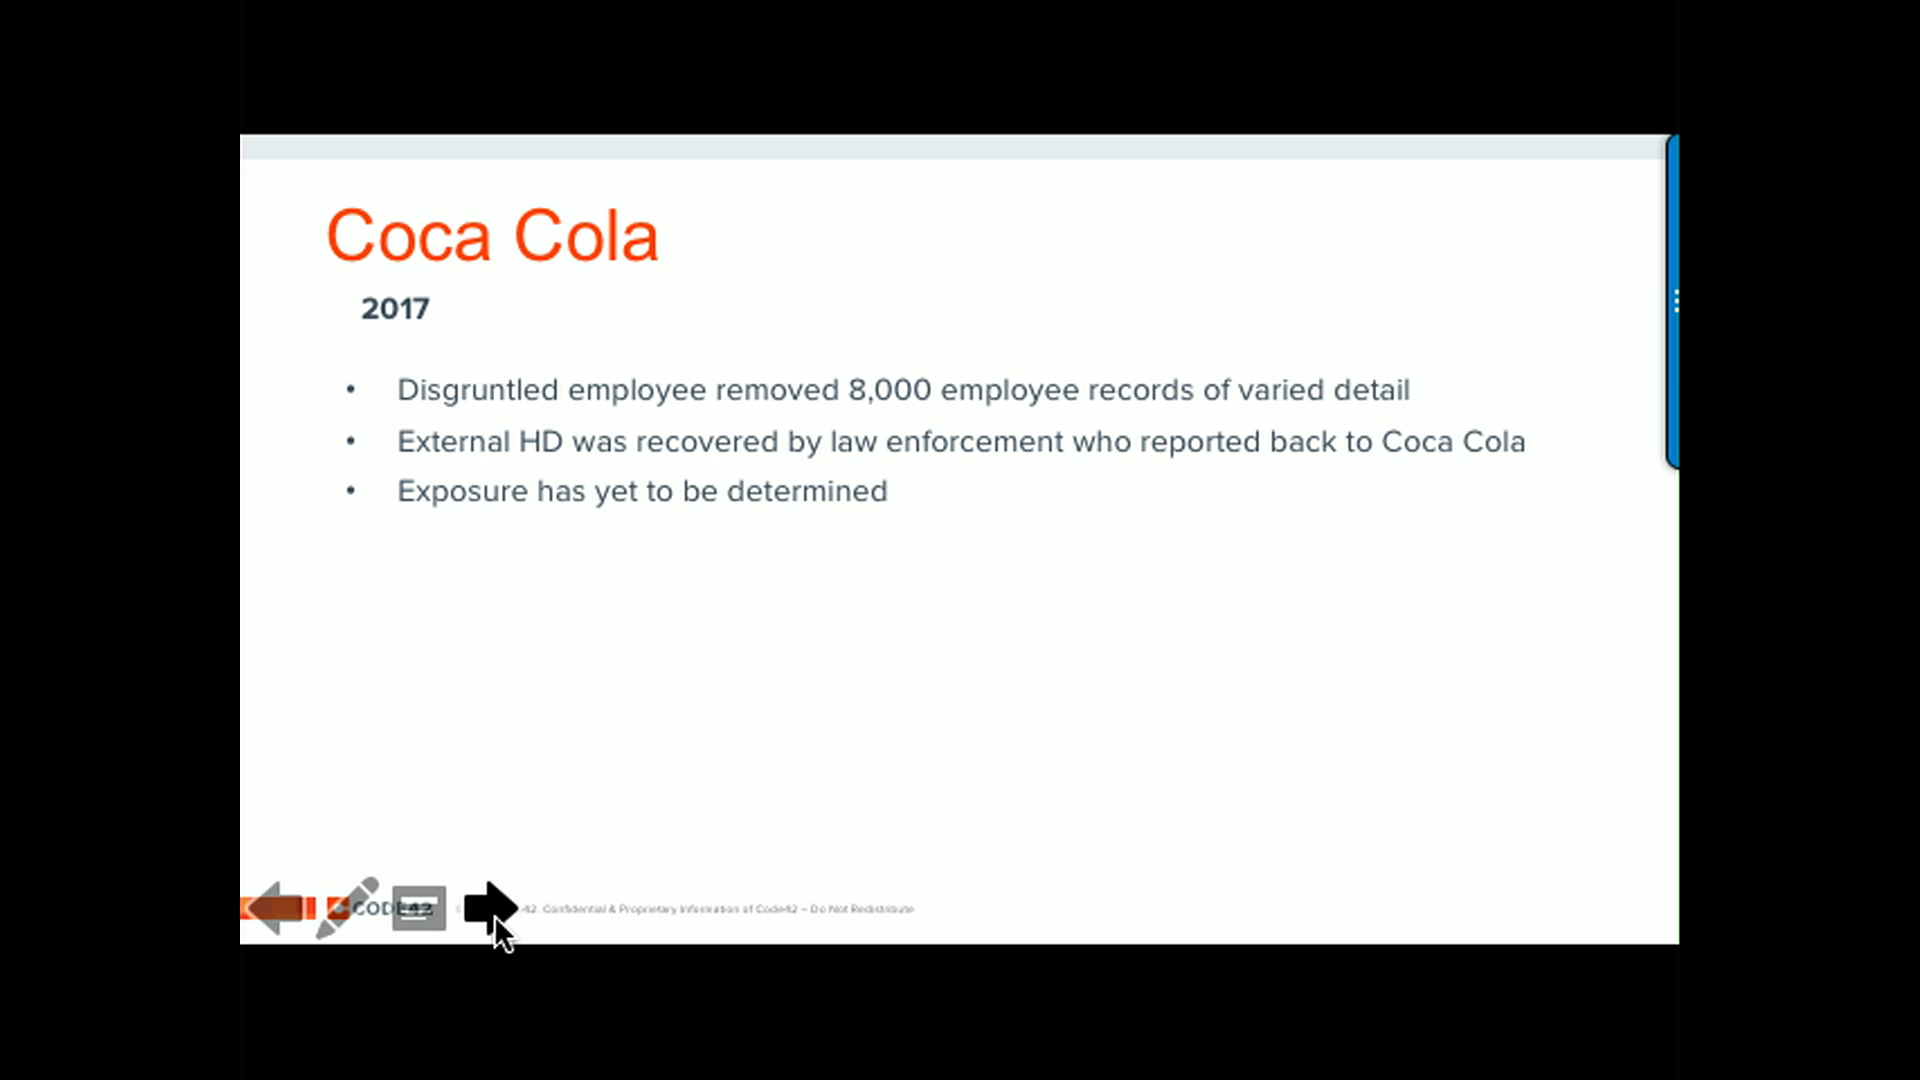 Coca Cola
2017
• Disgruntled employee removed 8,000 employee records of varied detail
• External HD was recovered by law enforcement who reported back to Coca Cola
• Exposure has yet to be determined
CODE42 42. Confidential & Proprietary Information of Code42 – Do Not Redistribute